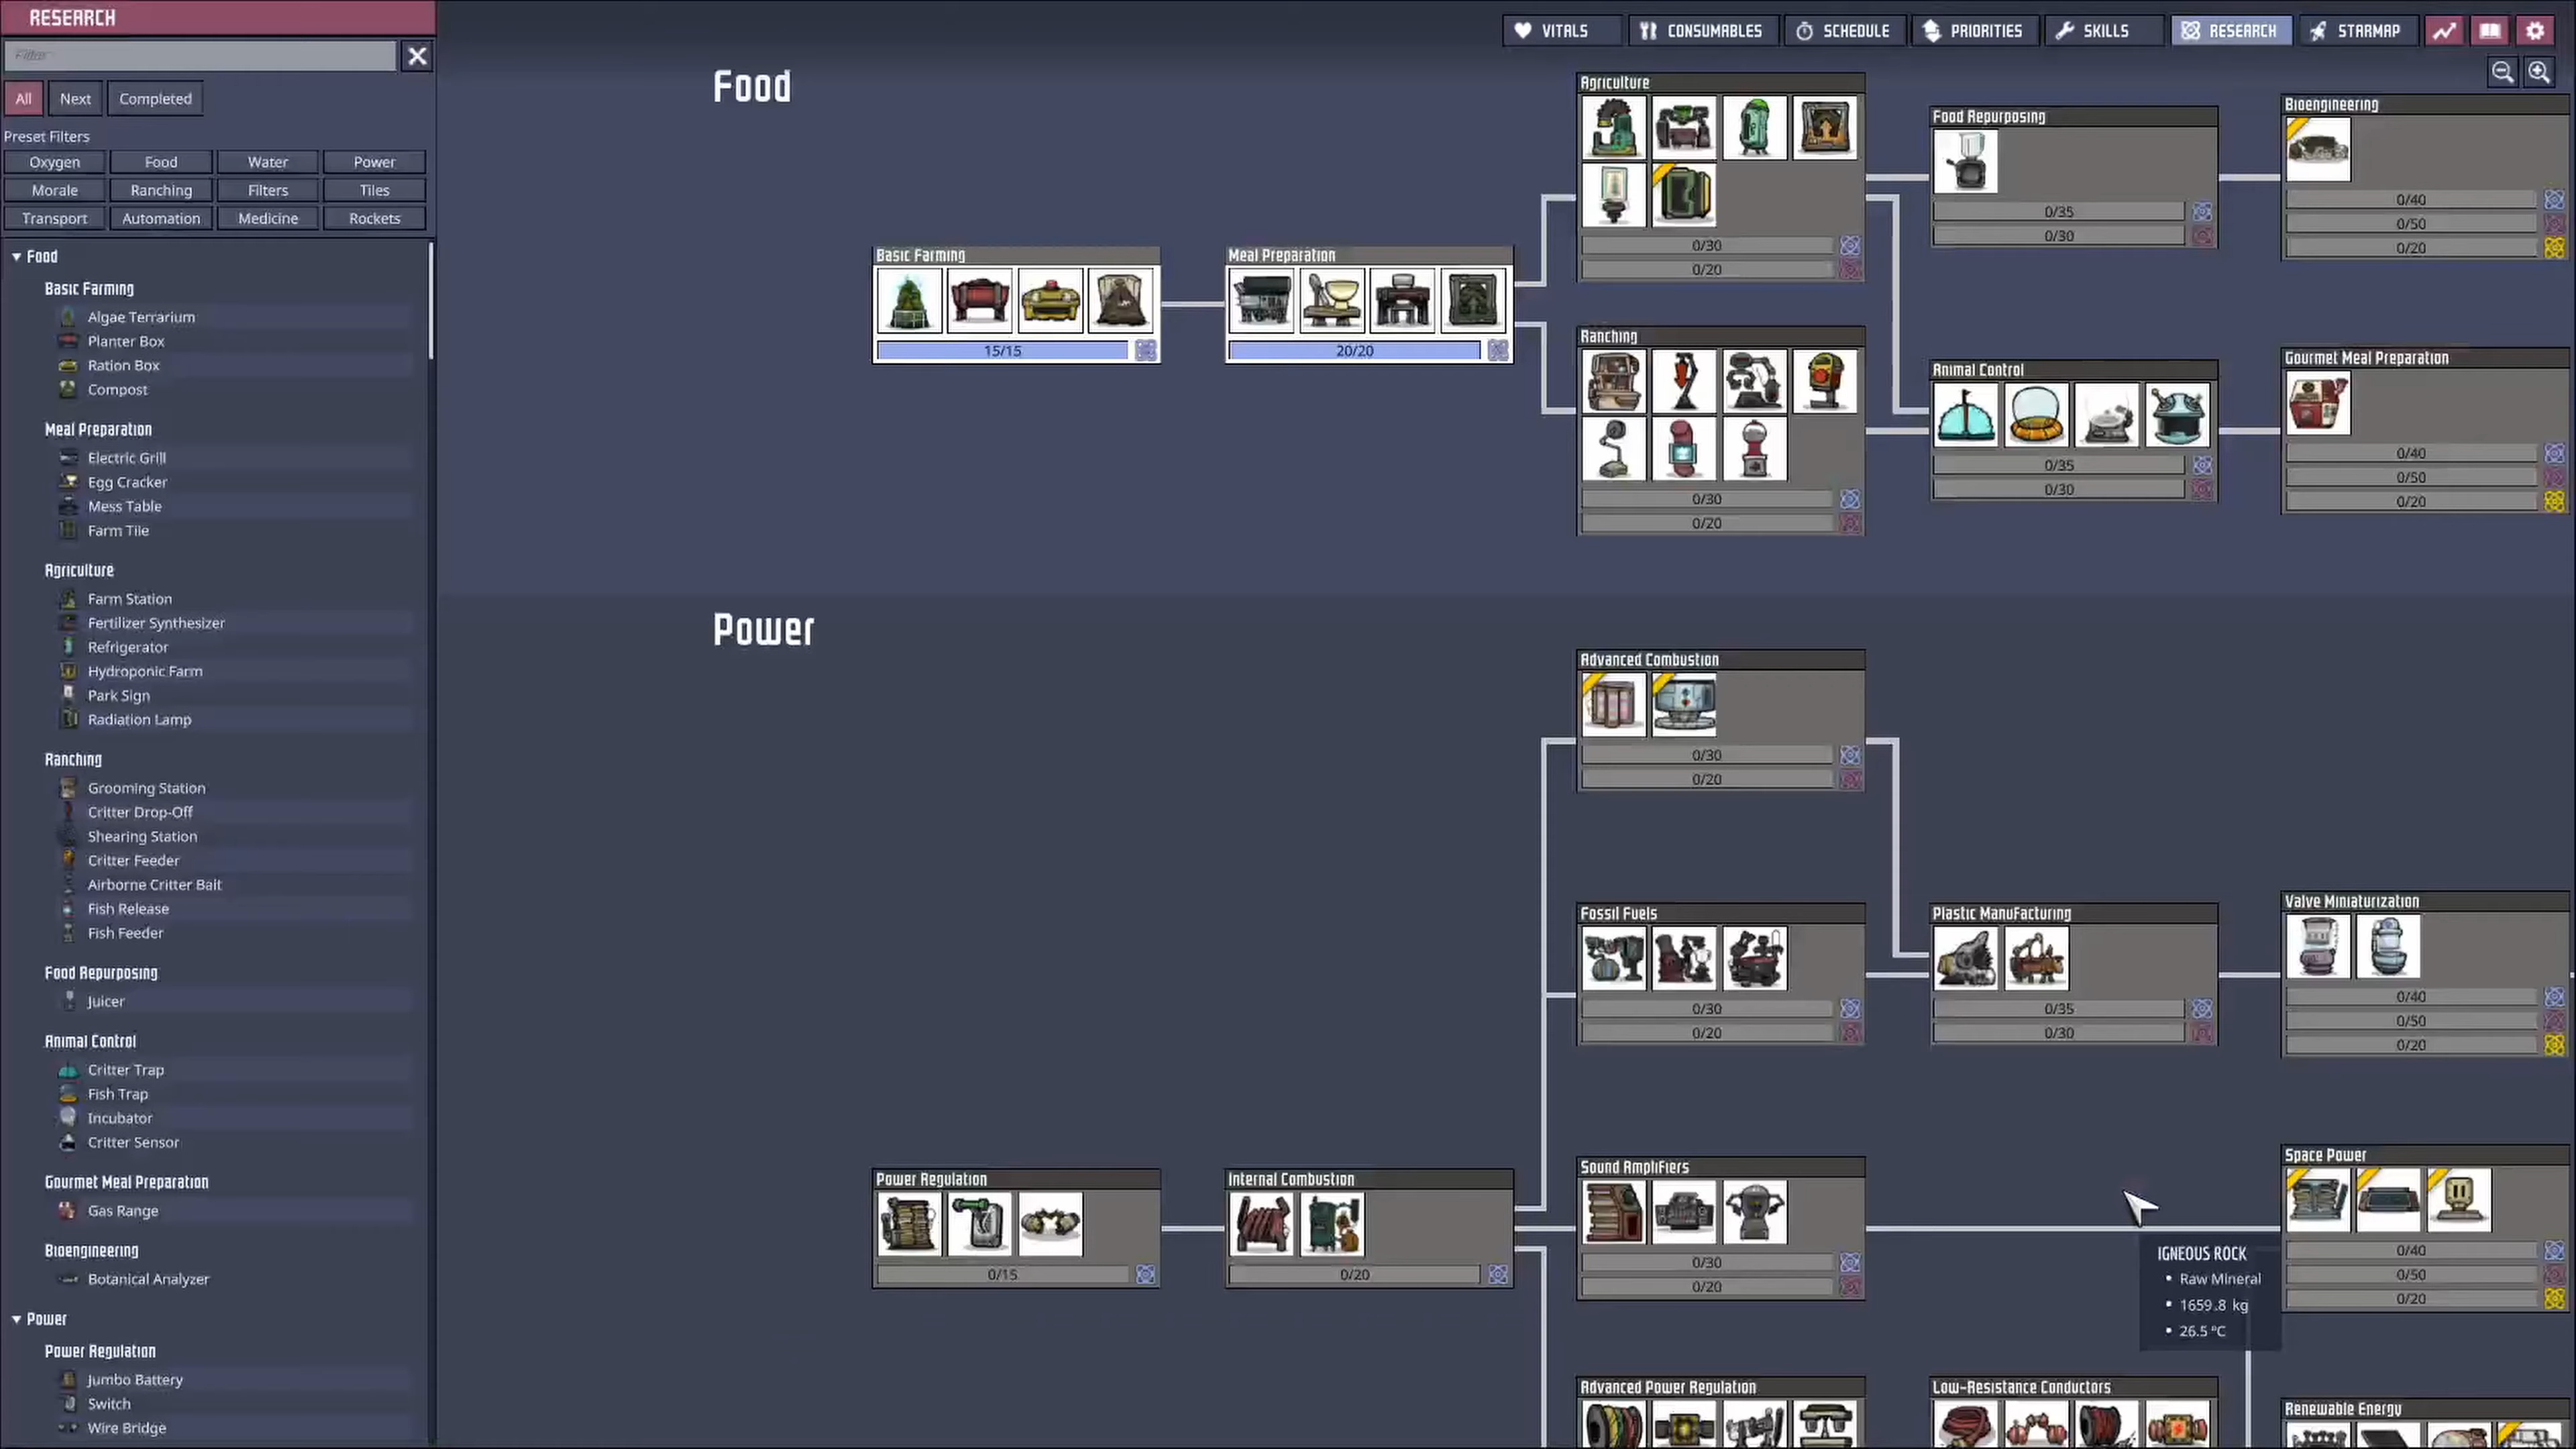 RESEARCH
VITALS
CONSUMABLES
SCHEDULE
PRIORITIES
SKILLS
RESEARCH
STARMAP
Filter...
All
Next
Completed
Preset Filters
Oxygen
Food
Water
Power
Morale
Ranching
Filters
Tiles
Transport
Automation
Medicine
Rockets
Food
Basic Farming
Algae Terrarium
Planter Box
Ration Box
Compost
Meal Preparation
Electric Grill
Egg Cracker
Mess Table
Farm Tile
Agriculture
Farm Station
Fertilizer Synthesizer
Refrigerator
Hydroponic Farm
Park Sign
Radiation Lamp
Ranching
Grooming Station
Critter Drop-Off
Shearing Station
Critter Feeder
Airborne Critter Bait
Fish Release
Fish Feeder
Food Repurposing
Juicer
Animal Control
Critter Trap
Fish Trap
Incubator
Critter Sensor
Gourmet Meal Preparation
Gas Range
Bioengineering
Botanical Analyzer
Power
Power Regulation
Jumbo Battery
Switch
Wire Bridge
Food
Basic Farming
15/15
Meal Preparation
20/20
Agriculture
0/30
0/20
Ranching
0/30
0/20
Food Repurposing
0/35
0/30
Animal Control
0/35
0/30
Bioengineering
0/40
0/50
0/20
Gourmet Meal Preparation
0/40
0/50
0/20
Power
Power Regulation
0/15
Internal Combustion
0/20
Advanced Combustion
0/30
0/20
Fossil Fuels
0/30
0/20
Plastic Manufacturing
0/35
0/30
Valve Miniaturization
0/40
0/50
0/20
Sound Amplifiers
0/30
0/20
Space Power
0/40
0/50
0/20
IGNEOUS ROCK
• Raw Mineral
• 1659.8 kg
• 26.5 °C
Advanced Power Regulation
Low-Resistance Conductors
Renewable Energy